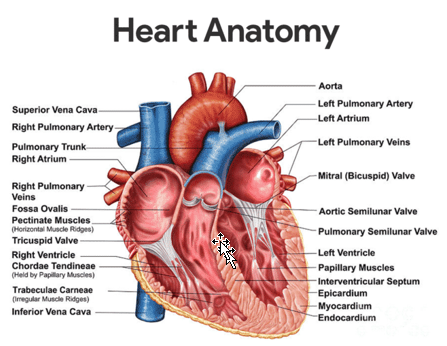 Heart Anatomy
Superior Vena Cava
Right Pulmonary Artery
Pulmonary Trunk
Right Atrium
Right Pulmonary
Veins
Fossa Ovalis
Pectinate Muscles
(Horizontal Muscle Ridges)
Tricuspid Valve
Right Ventricle
Chordae Tendineae
(Held by Papillary Muscles)
Trabeculae Carneae
(Irregular Muscle Ridges)
Inferior Vena Cava
Aorta
Left Pulmonary Artery
Left Artrium
Left Pulmonary Veins
Mitral (Bicuspid) Valve
Aortic Semilunar Valve
Pulmonary Semilunar Valve
Left Ventricle
Papillary Muscles
Interventricular Septum
Epicardium
Myocardium
Endocardium